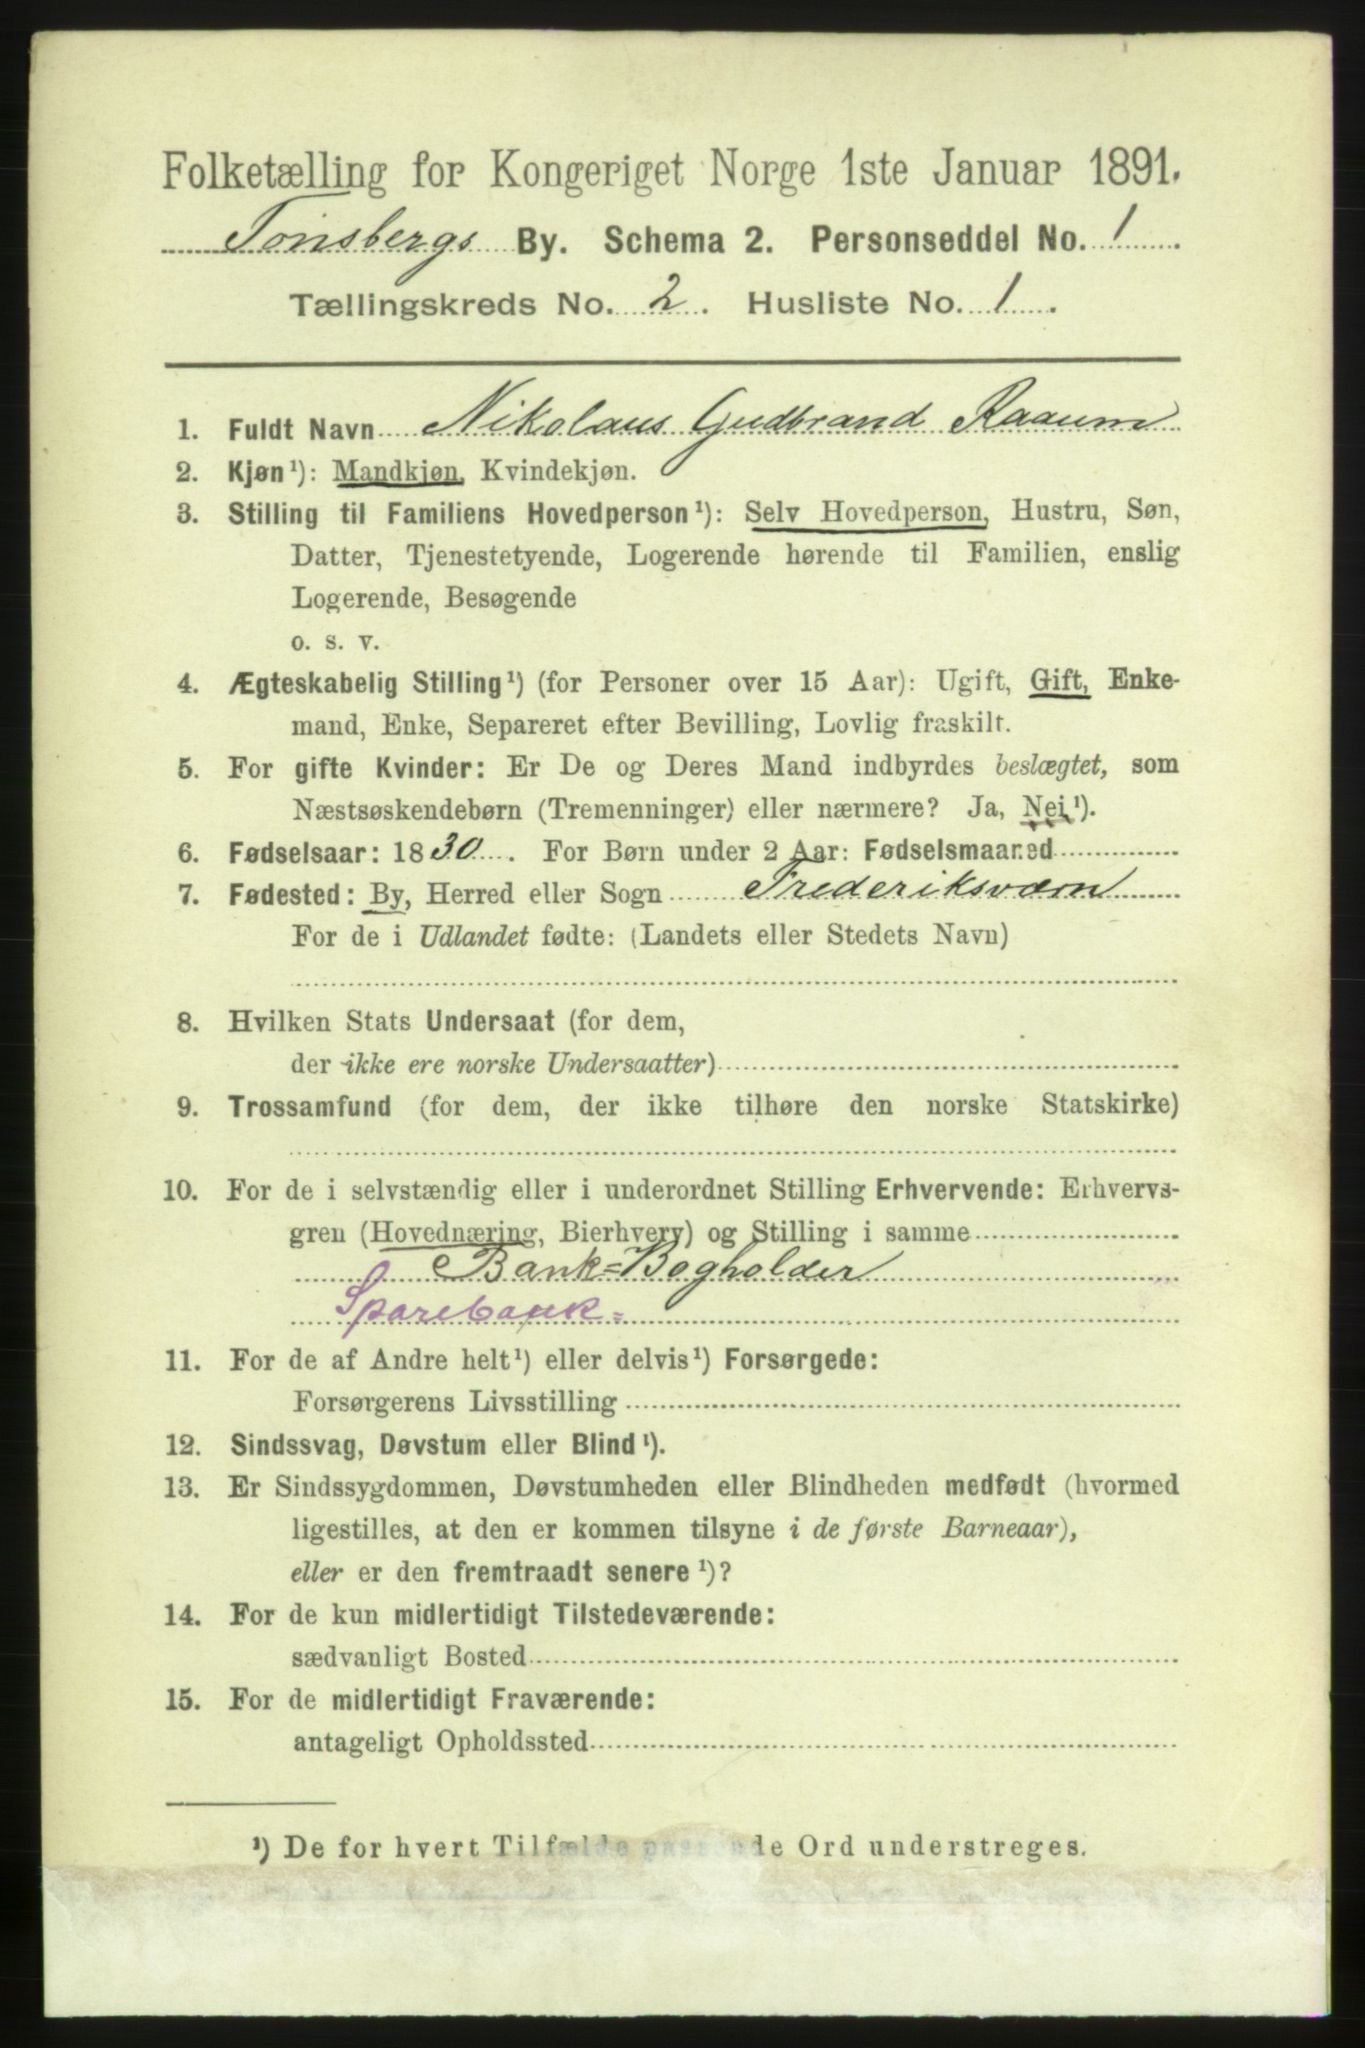 Folketælling for Kongeriget Norge 1ste Januar 1891.
Tønsbergs By. Schema 2. Personseddel No. 1
Tællingskreds No. 2. Husliste No. 1.
1. Fuldt Navn Nikolaus Gudbrand Raaum
2. Kjøn¹): Mandkjøn, Kvindekjøn.
3. Stilling til Familiens Hovedperson¹): Selv Hovedperson, Hustru, Søn,
Datter, Tjenestetyende, Logerende hørende til Familien, enslig
Logerende, Besøgende
o. s. v.
4. Ægteskabelig Stilling¹) (for Personer over 15 Aar): Ugift, Gift, Enke-
mand, Enke, Separeret efter Bevilling, Lovlig fraskilt.
5. For gifte Kvinder: Er De og Deres Mand indbyrdes beslægtet, som
Næstsøskendebørn (Tremenninger) eller nærmere? Ja, Nei¹).
6. Fødselsaar: 1830. For Børn under 2 Aar: Fødselsmaaned
7. Fødested: By, Herred eller Sogn Frederiksværn
For de i Udlandet fødte: (Landets eller Stedets Navn)
8. Hvilken Stats Undersaat (for dem,
der ikke ere norske Undersaatter)
9. Trossamfund (for dem, der ikke tilhøre den norske Statskirke)
10. For de i selvstændig eller i underordnet Stilling Erhvervende: Erhvervs-
gren (Hovednæring, Bierhverv) og Stilling i samme
Bank=Bogholder
Sparebank=
11. For de af Andre helt¹) eller delvis¹) Forsørgede:
Forsørgerens Livsstilling
12. Sindssvag, Døvstum eller Blind¹).
13. Er Sindssygdommen, Døvstumheden eller Blindheden medfødt (hvormed
ligestilles, at den er kommen tilsyne i de første Barneaar),
eller er den fremtraadt senere¹)?
14. For de kun midlertidigt Tilstedeværende:
sædvanligt Bosted
15. For de midlertidigt Fraværende:
antageligt Opholdssted
¹) De for hvert Tilfælde passende Ord understreges.